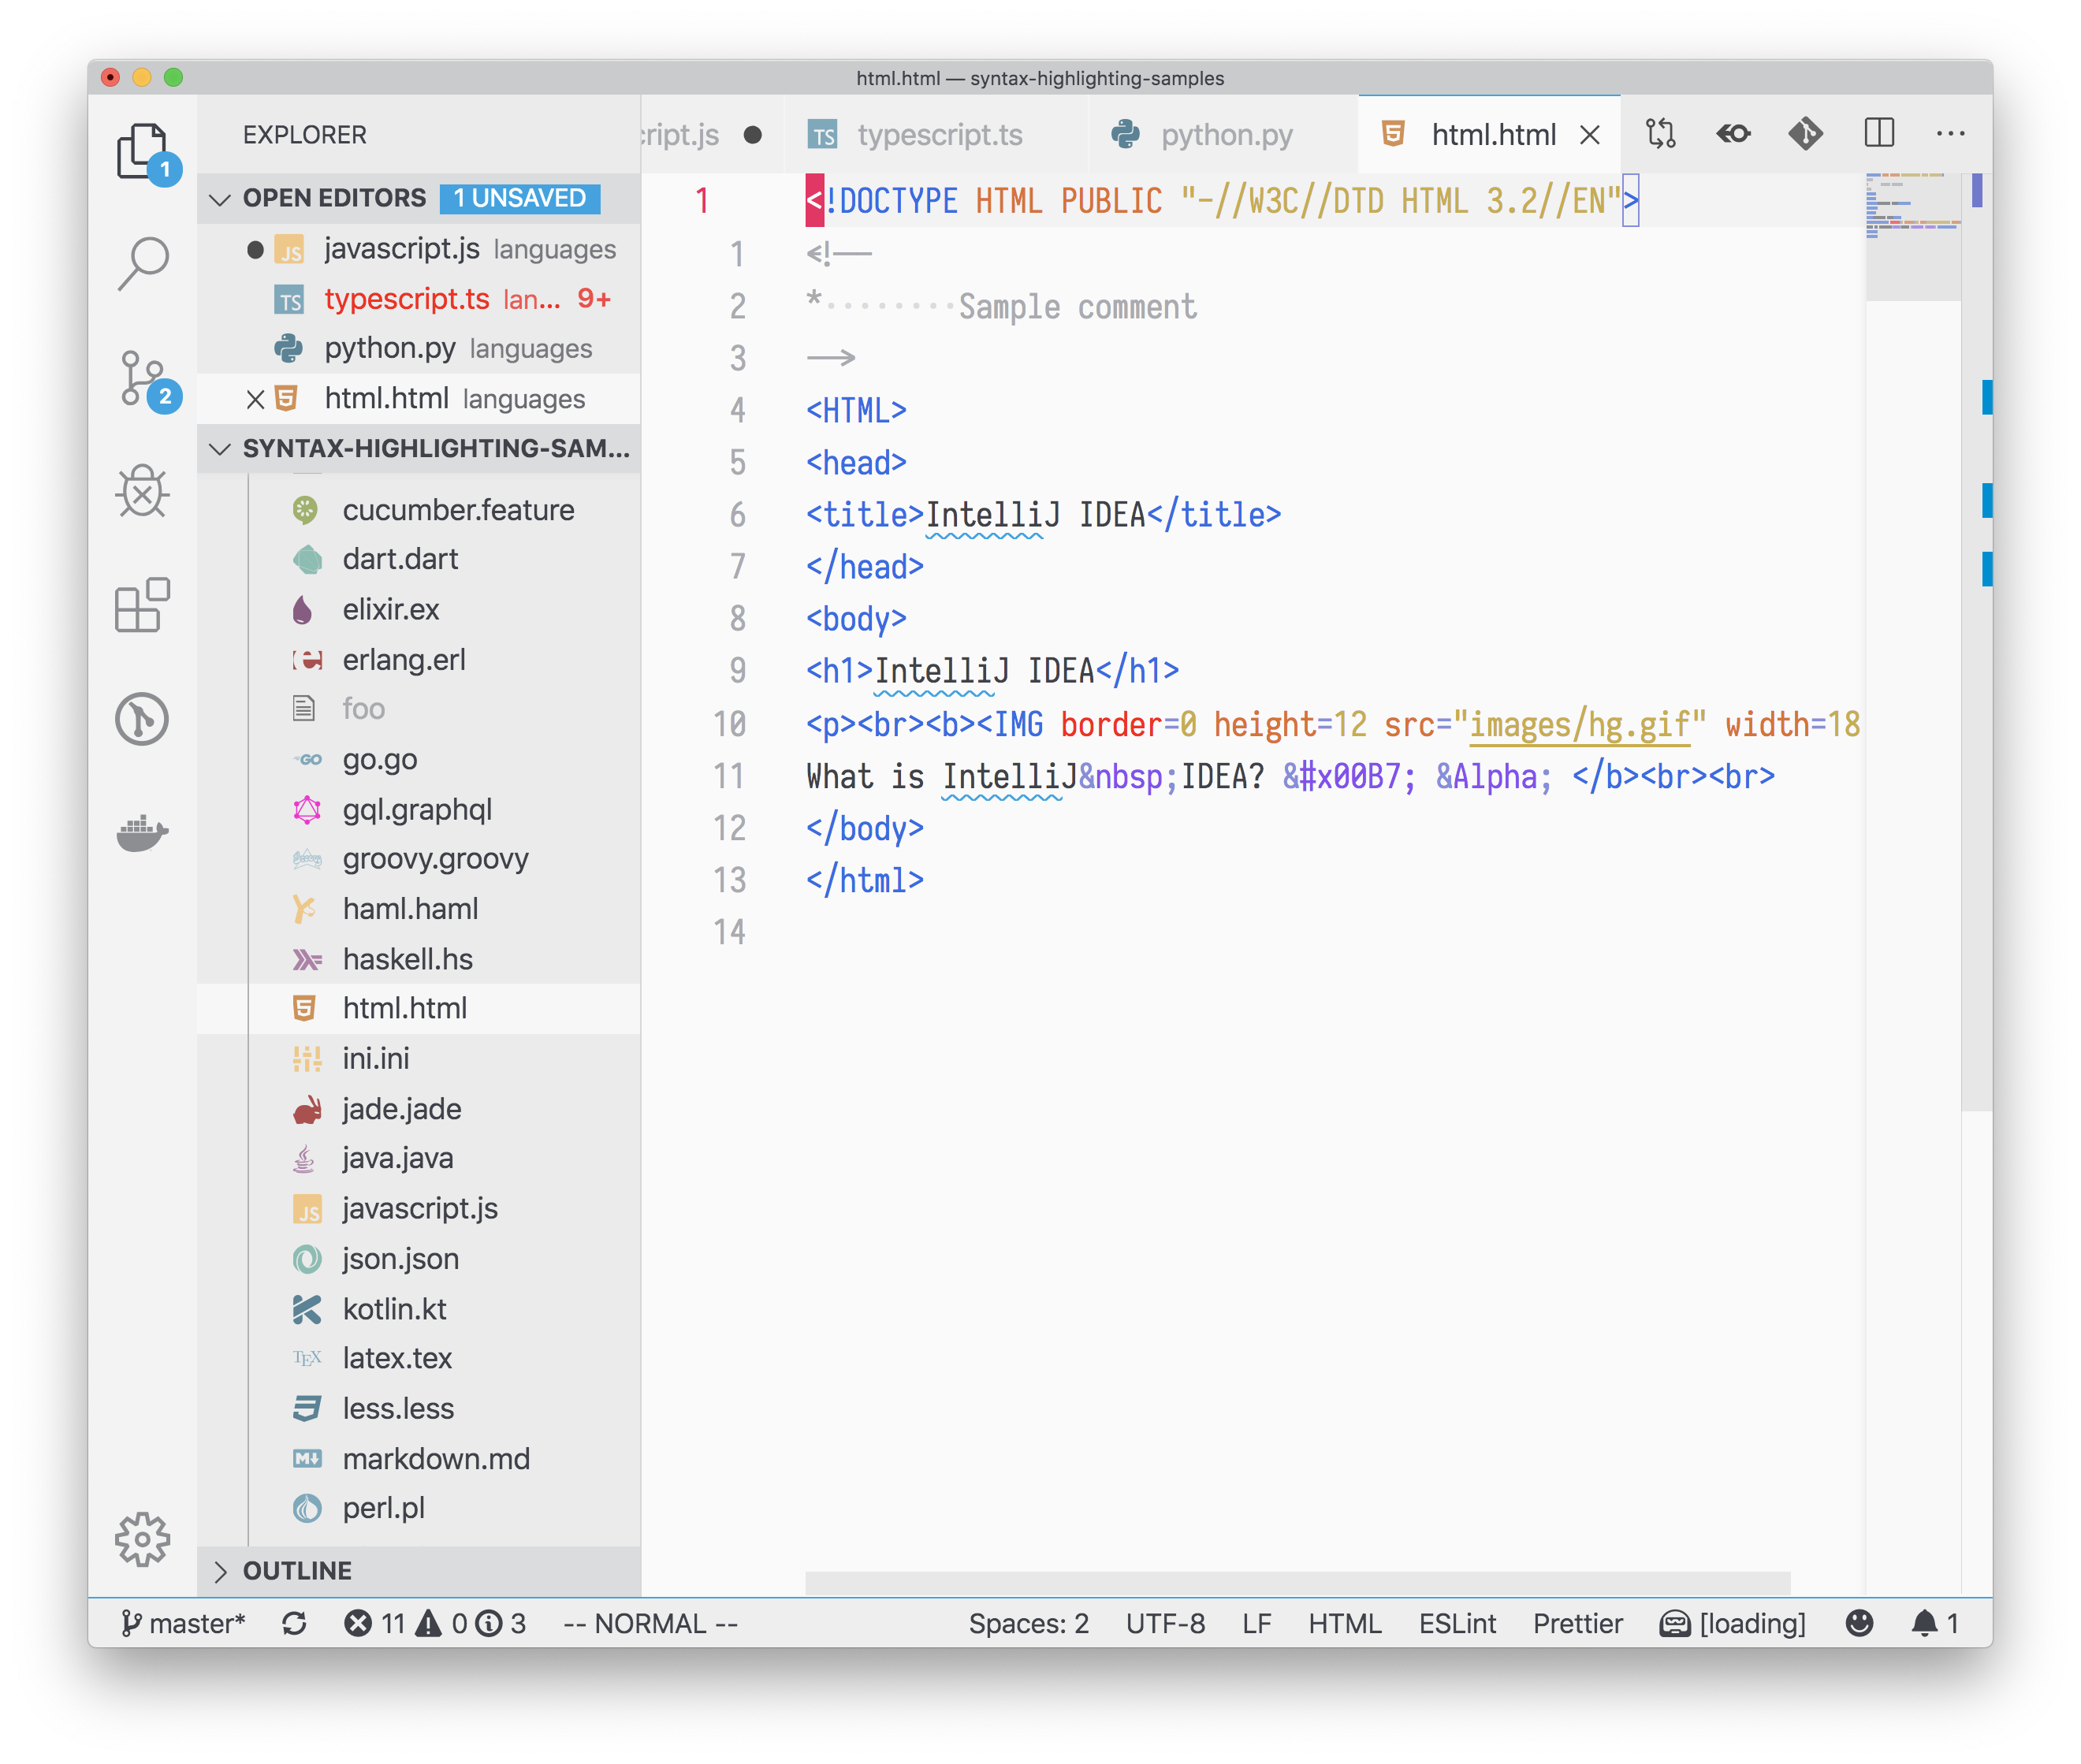 html.html — syntax-highlighting-samples
EXPLORER
OPEN EDITORS 1 UNSAVED
javascript.js languages
typescript.ts lan... 9+
python.py languages
html.html languages
SYNTAX-HIGHLIGHTING-SAM...
cucumber.feature
dart.dart
elixir.ex
erlang.erl
foo
go.go
gql.graphql
groovy.groovy
haml.haml
haskell.hs
html.html
ini.ini
jade.jade
java.java
javascript.js
json.json
kotlin.kt
latex.tex
less.less
markdown.md
perl.pl
OUTLINE
1
2
cript.js typescript.ts python.py html.html ...
1 <!DOCTYPE HTML PUBLIC "-//W3C//DTD HTML 3.2//EN">
1 <!--
2 *········Sample comment
3 -->
4 <HTML>
5 <head>
6 <title>IntelliJ IDEA</title>
7 </head>
8 <body>
9 <h1>IntelliJ IDEA</h1>
10 <p><br><b><IMG border=0 height=12 src="images/hg.gif" width=18
11 What is IntelliJ&nbsp;IDEA? &#x00B7; &Alpha; </b><br><br>
12 </body>
13 </html>
14
master* 11 0 3 -- NORMAL -- Spaces: 2 UTF-8 LF HTML ESLint Prettier [loading] 1